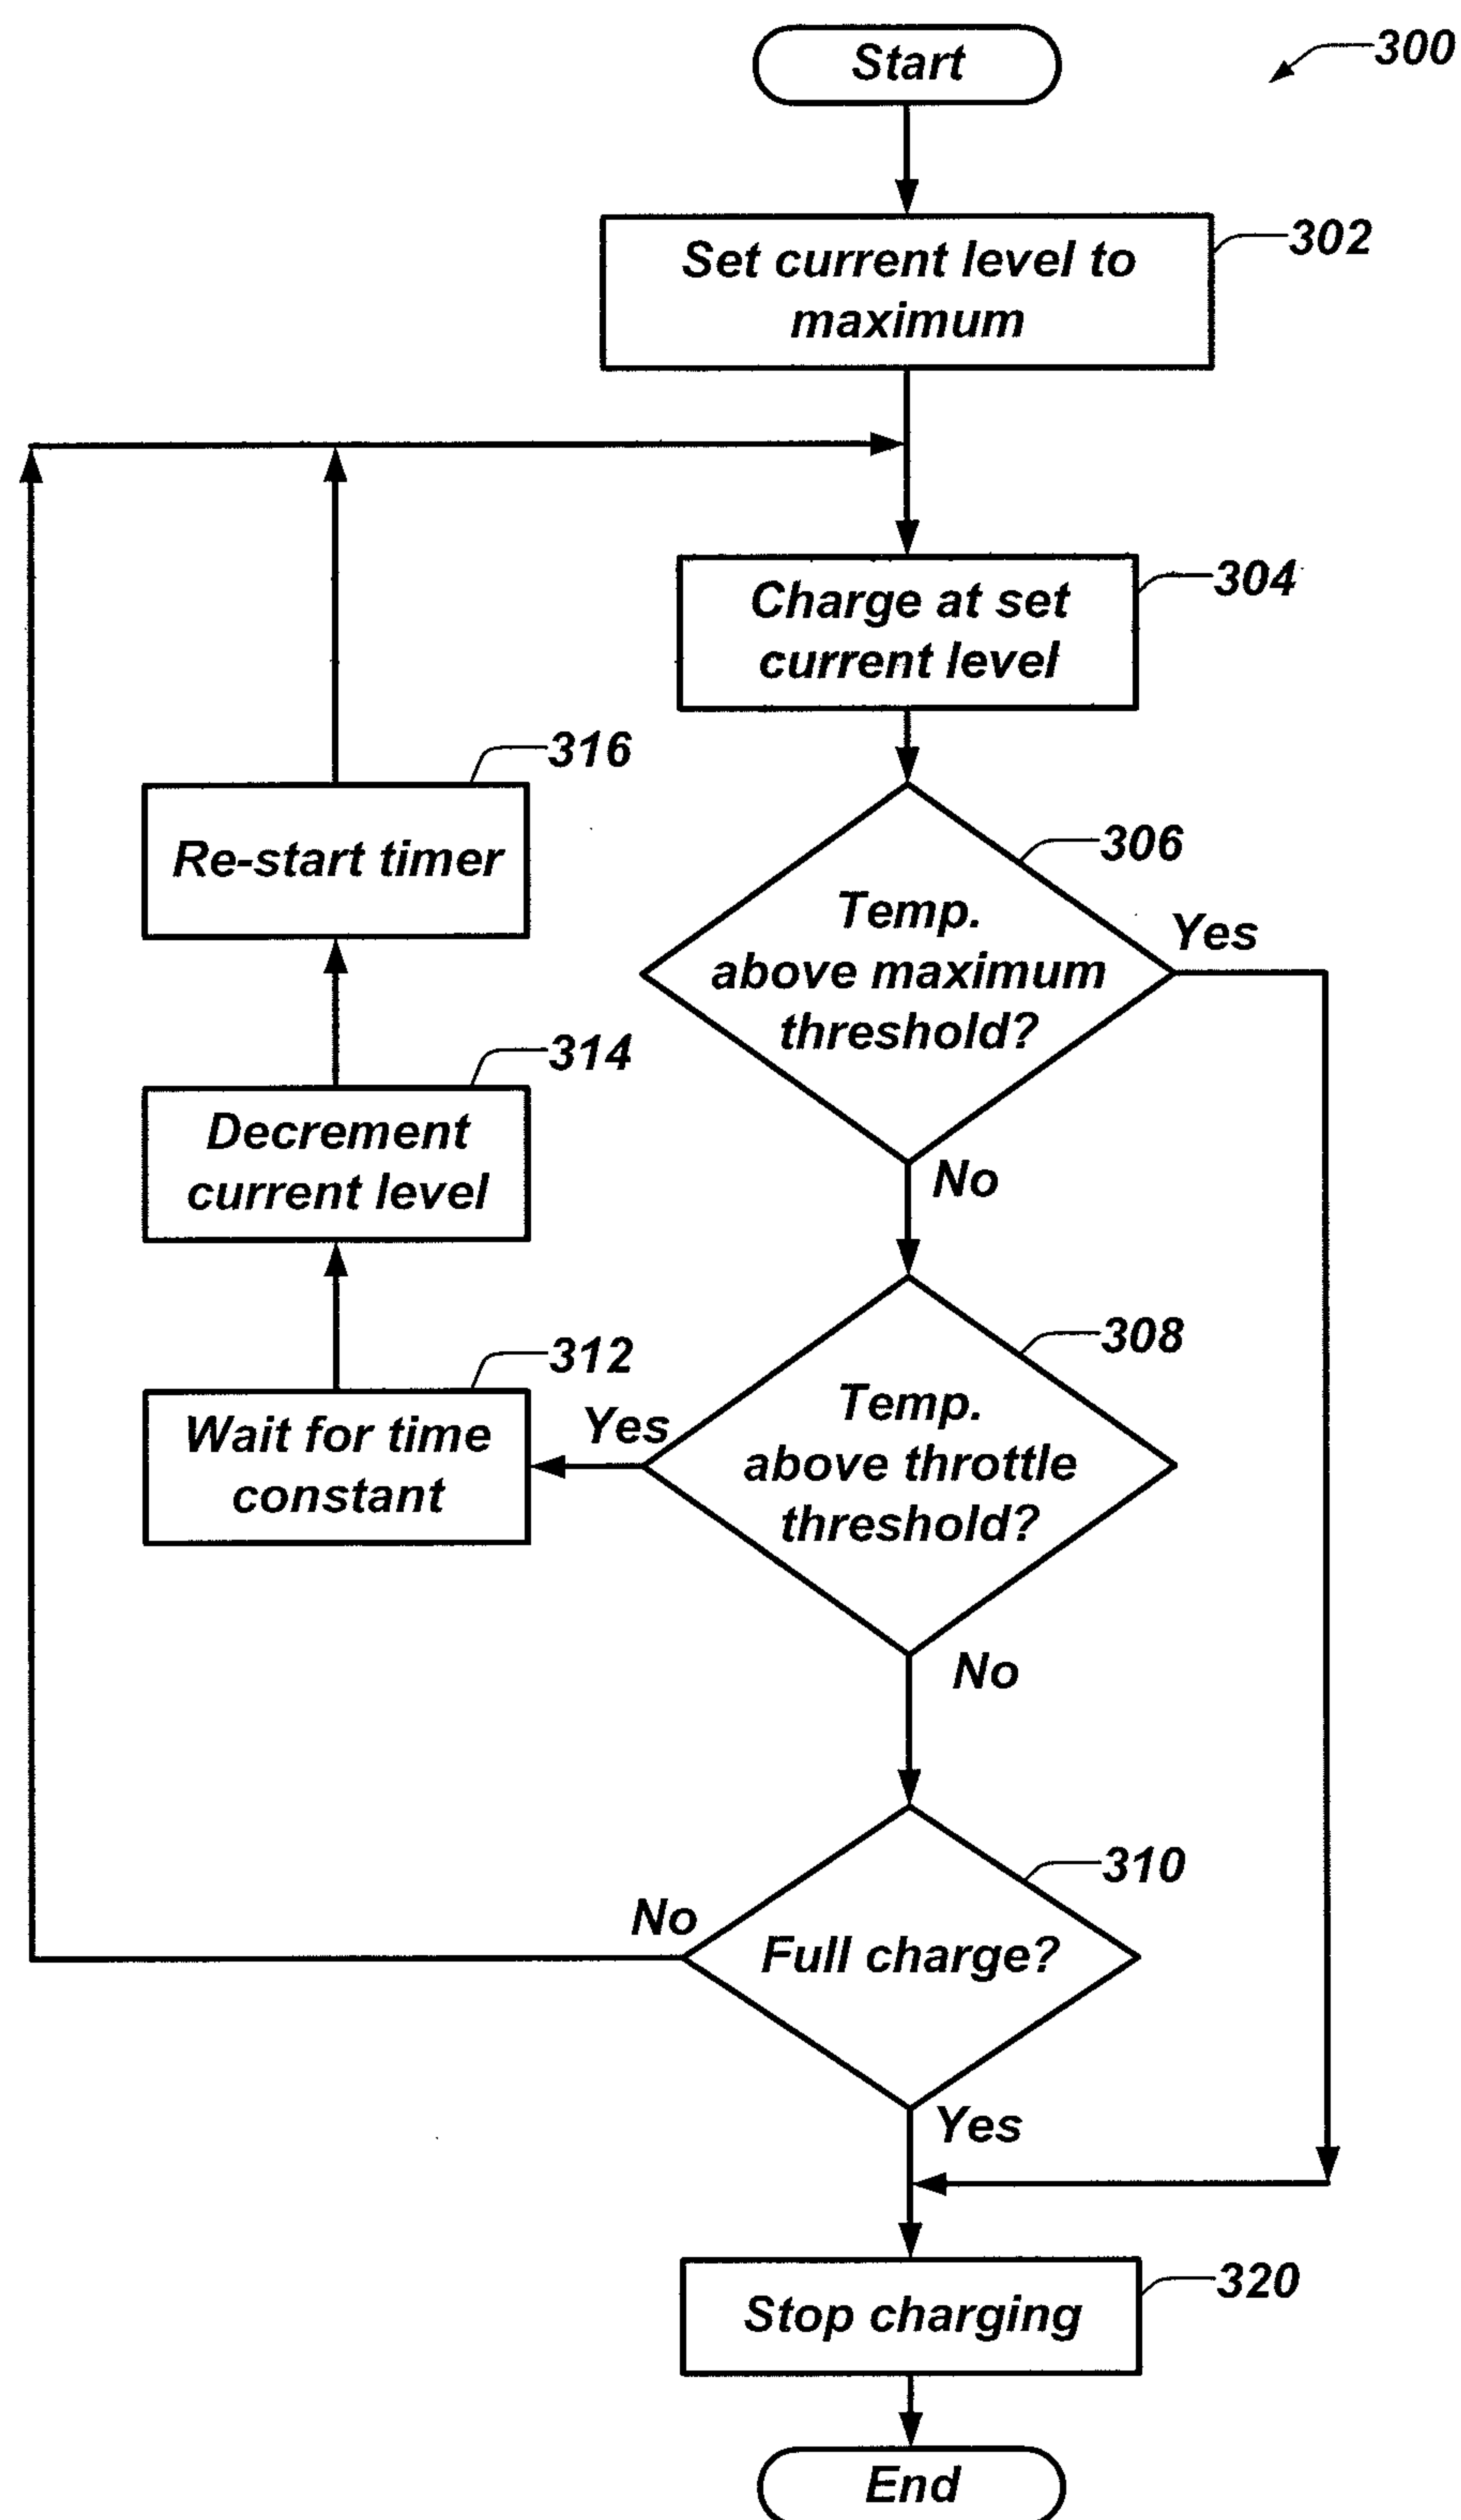 Start
300
Set current level to
maximum
302
Charge at set
current level
304
316
Re-start timer
306
Temp.
above maximum
threshold?
Yes
314
Decrement
current level
No
308
312
Wait for time
constant
Yes
Temp.
above throttle
threshold?
No
310
No
Full charge?
Yes
320
Stop charging
End